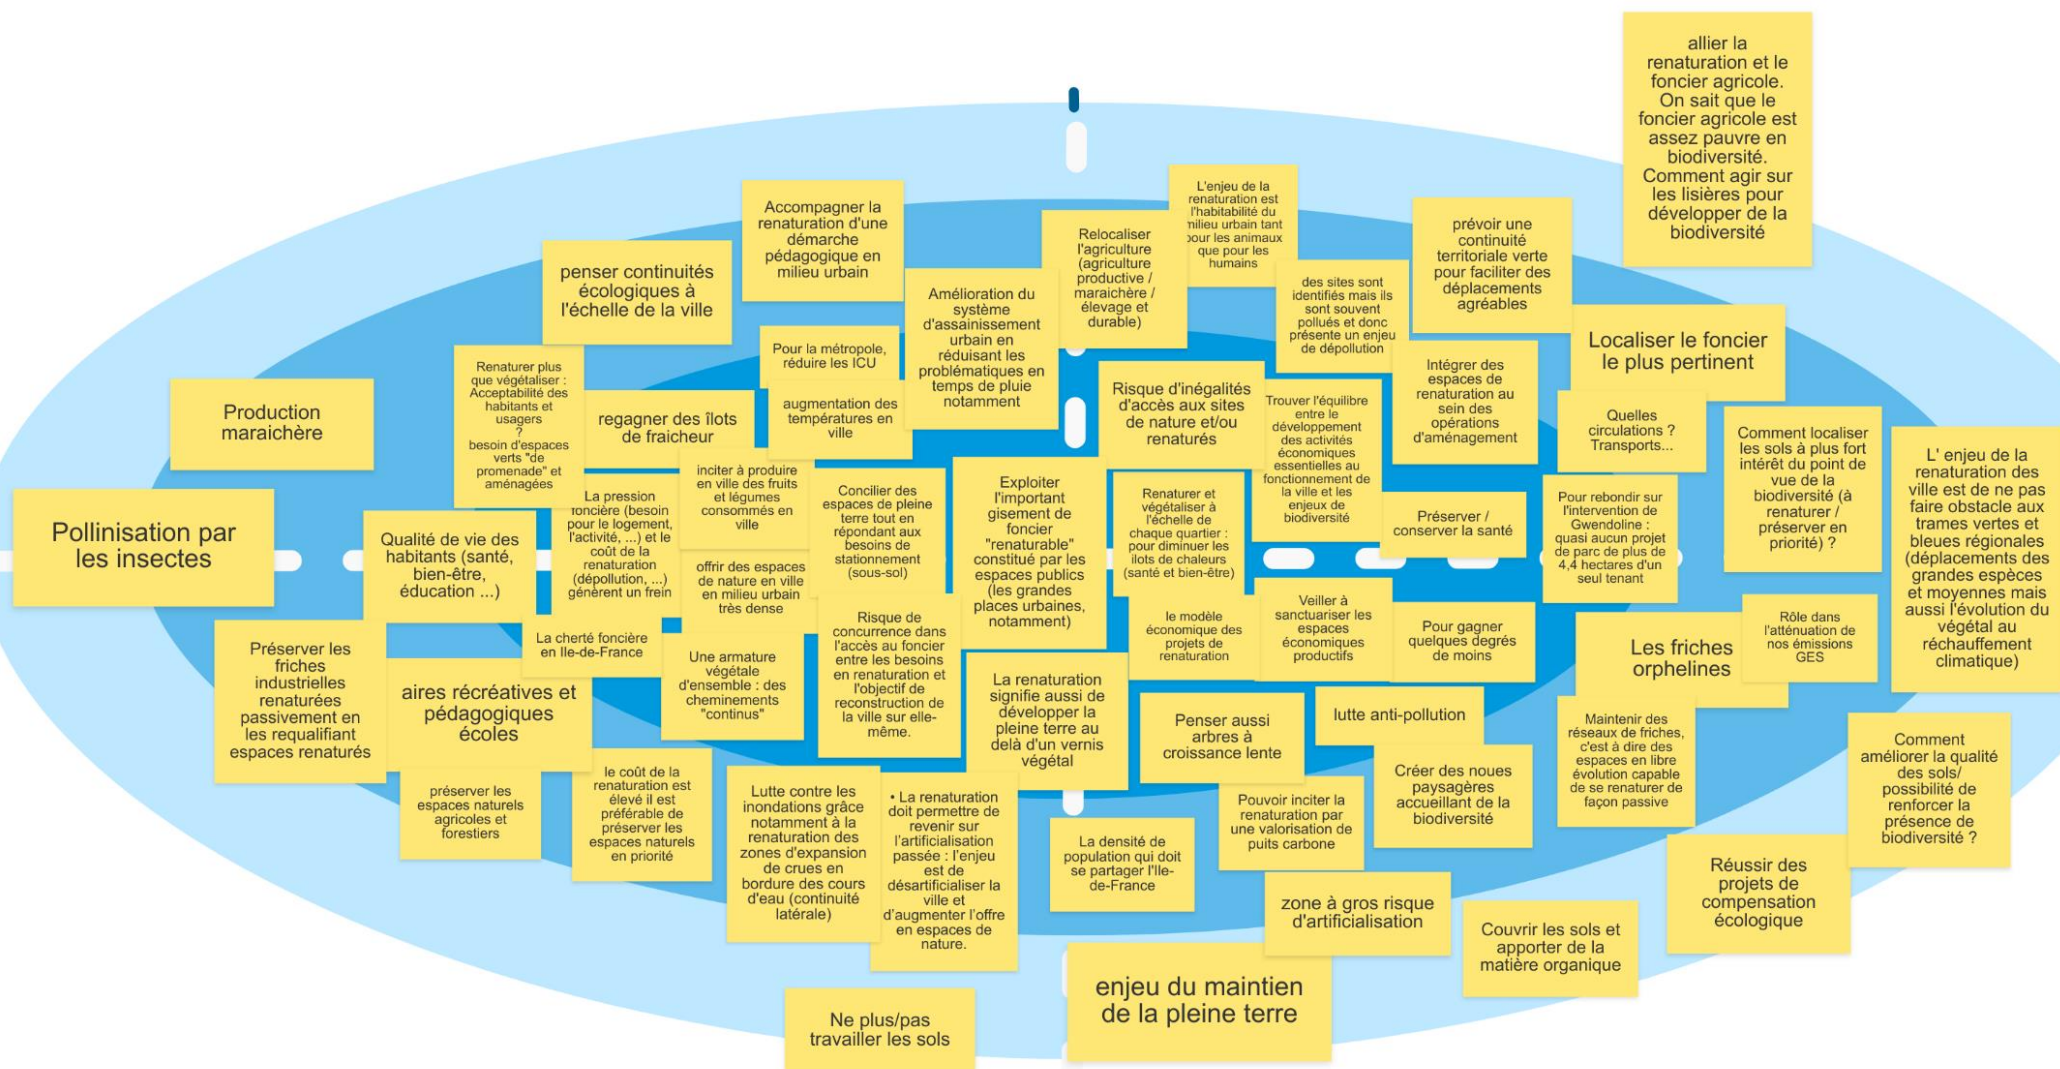 allier la
renaturation et le
foncier agricole.
On sait que le
foncier agricole est
assez pauvre en
biodiversité.
Comment agir sur
les lisières pour
développer de la
biodiversité
Accompagner la
renaturation d'une
démarche
pédagogique en
milieu urbain
L'enjeu de la
renaturation est
l'habitabilité du
milieu urbain tant
pour les animaux
que pour les
humains
Relocaliser
l'agriculture
(agriculture
productive /
maraichère /
élevage et
durable)
prévoir une
continuité
territoriale verte
pour faciliter des
déplacements
agréables
penser continuités
écologiques à
l'échelle de la ville
Amélioration du
système
d'assainissement
urbain en
réduisant les
problématiques en
temps de pluie
notamment
des sites sont
identifiés mais ils
sont souvent
pollués et donc
présente un enjeu
de dépollution
Localiser le foncier
le plus pertinent
Pour la métropole,
réduire les ICU
Renaturer plus
que végétaliser :
Acceptabilité des
habitants et
usagers
?
besoin d'espaces
verts "de
promenade" et
aménagées
Intégrer des
espaces de
renaturation au
sein des
opérations
d'aménagement
Risque d'inégalités
d'accès aux sites
de nature et/ou
renaturés
Production
maraichère
regagner des îlots
de fraicheur
augmentation des
températures en
ville
Trouver l'équilibre
entre le
développement
des activités
économiques
essentielles au
fonctionnement de
la ville et les
enjeux de
biodiversité
Quelles
circulations ?
Transports...
Comment localiser
les sols à plus fort
intérêt du point de
vue de la
biodiversité (à
renaturer /
préserver en
priorité) ?
L' enjeu de la
renaturation des
ville est de ne pas
faire obstacle aux
trames vertes et
bleues régionales
(déplacements des
grandes espèces
et moyennes mais
aussi l'évolution du
végétal au
réchauffement
climatique)
inciter à produire
en ville des fruits
et légumes
consommés en
ville
Concilier des
espaces de pleine
terre tout en
répondant aux
besoins de
stationnement
(sous-sol)
Exploiter
l'important
gisement de
foncier
"renaturable"
constitué par les
espaces publics
(les grandes
places urbaines,
notamment)
Renaturer et
végétaliser à
l'échelle de
chaque quartier :
pour diminuer les
ilots de chaleurs
(santé et bien-être)
Préserver /
conserver la santé
Pour rebondir sur
l'intervention de
Gwendoline :
quasi aucun projet
de parc de plus de
4,4 hectares d'un
seul tenant
Pollinisation par
les insectes
Qualité de vie des
habitants (santé,
bien-être,
éducation ...)
La pression
foncière (besoin
pour le logement,
l'activité, ...) et le
coût de la
renaturation
(dépollution, ...)
génèrent un frein
offrir des espaces
de nature en ville
en milieu urbain
très dense
Risque de
concurrence dans
l'accès au foncier
entre les besoins
en renaturation et
l'objectif de
reconstruction de
la ville sur elle-
même.
le modèle
économique des
projets de
renaturation
Veiller à
sanctuariser les
espaces
économiques
productifs
Pour gagner
quelques degrés
de moins
Les friches
orphelines
Rôle dans
l'atténuation de
nos émissions
GES
Préserver les
friches
industrielles
renaturées
passivement en
les requalifiant
espaces renaturés
La cherté foncière
en Ile-de-France
Une armature
végétale
d'ensemble : des
cheminements
"continus"
aires récréatives et
pédagogiques
écoles
La renaturation
signifie aussi de
développer la
pleine terre au
delà d'un vernis
végétal
Penser aussi
arbres à
croissance lente
lutte anti-pollution
Maintenir des
réseaux de friches,
c'est à dire des
espaces en libre
évolution capable
de se renaturer de
façon passive
Comment
améliorer la qualité
des sols/
possibilité de
renforcer la
présence de
biodiversité ?
préserver les
espaces naturels
agricoles et
forestiers
le coût de la
renaturation est
élevé il est
préférable de
préserver les
espaces naturels
en priorité
Lutte contre les
inondations grâce
notamment à la
renaturation des
zones d'expansion
de crues en
bordure des cours
d'eau (continuité
latérale)
• La renaturation
doit permettre de
revenir sur
l'artificialisation
passée : l'enjeu
est de
désartificialiser la
ville et
d'augmenter l'offre
en espaces de
nature.
La densité de
population qui doit
se partager l'Ile-
de-France
Pouvoir inciter la
renaturation par
une valorisation de
puits carbone
Créer des noues
paysagères
accueillant de la
biodiversité
Réussir des
projets de
compensation
écologique
zone à gros risque
d'artificialisation
Couvrir les sols et
apporter de la
matière organique
enjeu du maintien
de la pleine terre
Ne plus/pas
travailler les sols